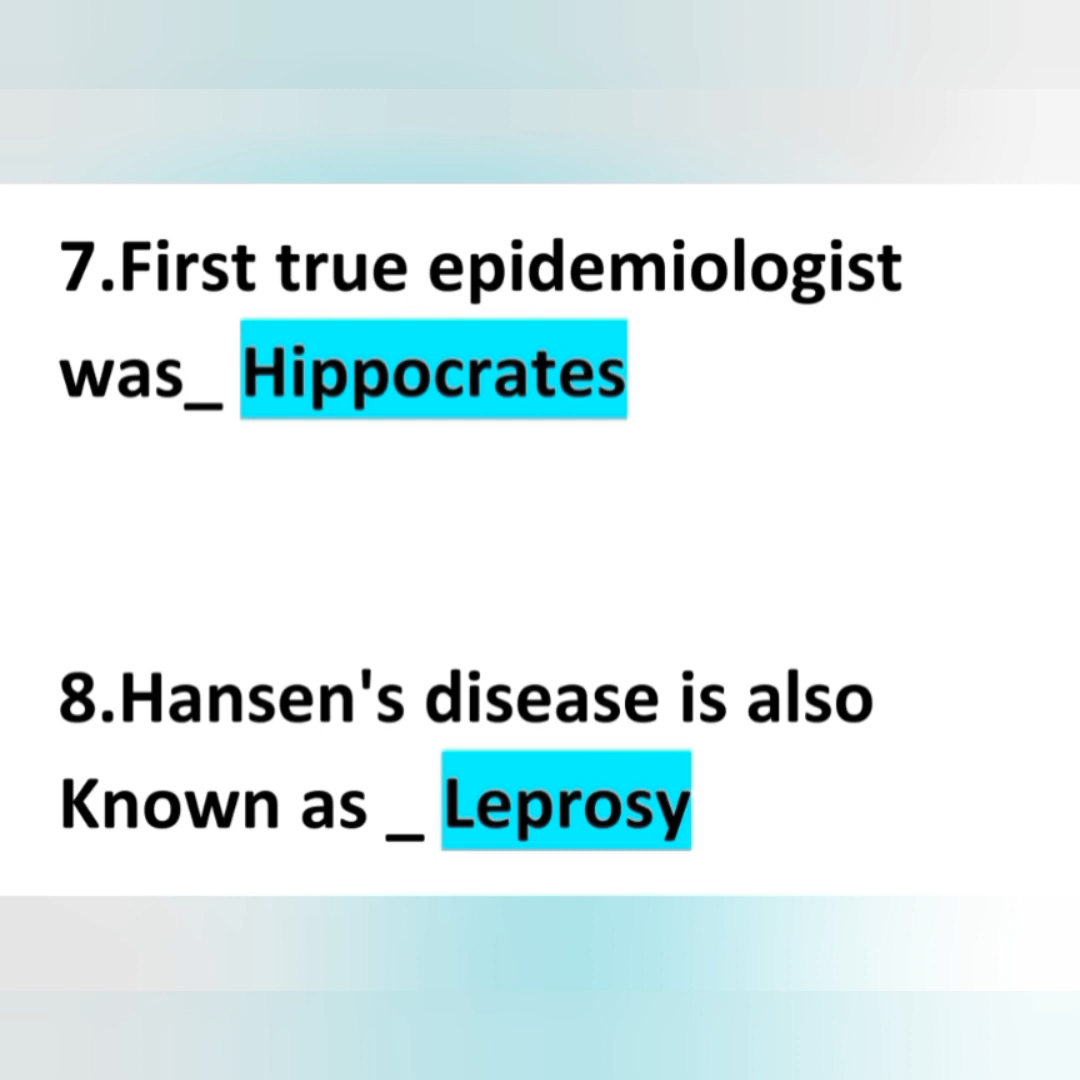 7.First true epidemiologist
was_ Hippocrates
8.Hansen's disease is also
Known as _ Leprosy